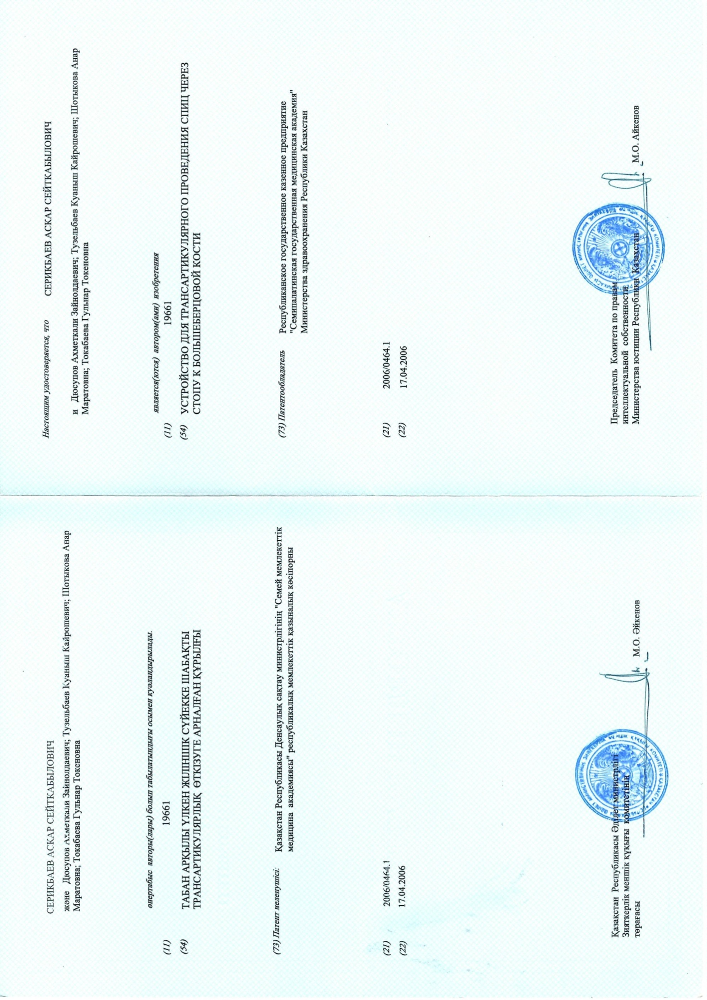 СЕРИКБАЕВ АСКАР СЕЙТКАБЫЛОВИЧ
және Дюсупов Ахметкали Зайнолдаевич; Тузельбаев Куаныш Кайрошевич; Шотыкова Анар
Маратовна; Токабаева Гульнар Токеновна
өнертабыс авторы(лары) болып табылатындығы осымен куәландырылады.
(11) 19661
(54) ТАБАН АРҚЫЛЫ ҮЛКЕН ЖІЛІНШІК СҮЙЕККЕ ШАБАҚТЫ
ТРАНСАРТИКУЛЯРЛЫҚ ӨТКІЗУГЕ АРНАЛҒАН ҚҰРЫЛҒЫ
(73) Патент иеленушісі: Қазақстан Республикасы Денсаулық сақтау министрлігінің "Семей мемлекеттік
медицина академиясы" республикалық мемлекеттік қазыналық кәсіпорны
(21) 2006/0464.1
(22) 17.04.2006
Қазақстан Республикасы Әділет министрлігі
Зияткерлік меншік құқығы комитетінің
төрағасы
М.О. Әйкенов
Настоящим удостоверяется, что СЕРИКБАЕВ АСКАР СЕЙТКАБЫЛОВИЧ
и Дюсупов Ахметкали Зайнолдаевич; Тузельбаев Куаныш Кайрошевич; Шотыкова Анар
Маратовна; Токабаева Гульнар Токеновна
является(ются) автором(ами) изобретения
(11) 19661
(54) УСТРОЙСТВО ДЛЯ ТРАНСАРТИКУЛЯРНОГО ПРОВЕДЕНИЯ СПИЦ ЧЕРЕЗ
СТОПУ К БОЛЬШЕБЕРЦОВОЙ КОСТИ
(73) Патентообладатель Республиканское государственное казенное предприятие
"Семипалатинская государственная медицинская академия"
Министерства здравоохранения Республики Казахстан
(21) 2006/0464.1
(22) 17.04.2006
Председатель Комитета по правам
интеллектуальной собственности
Министерства юстиции Республики Казахстан
М.О. Айкенов